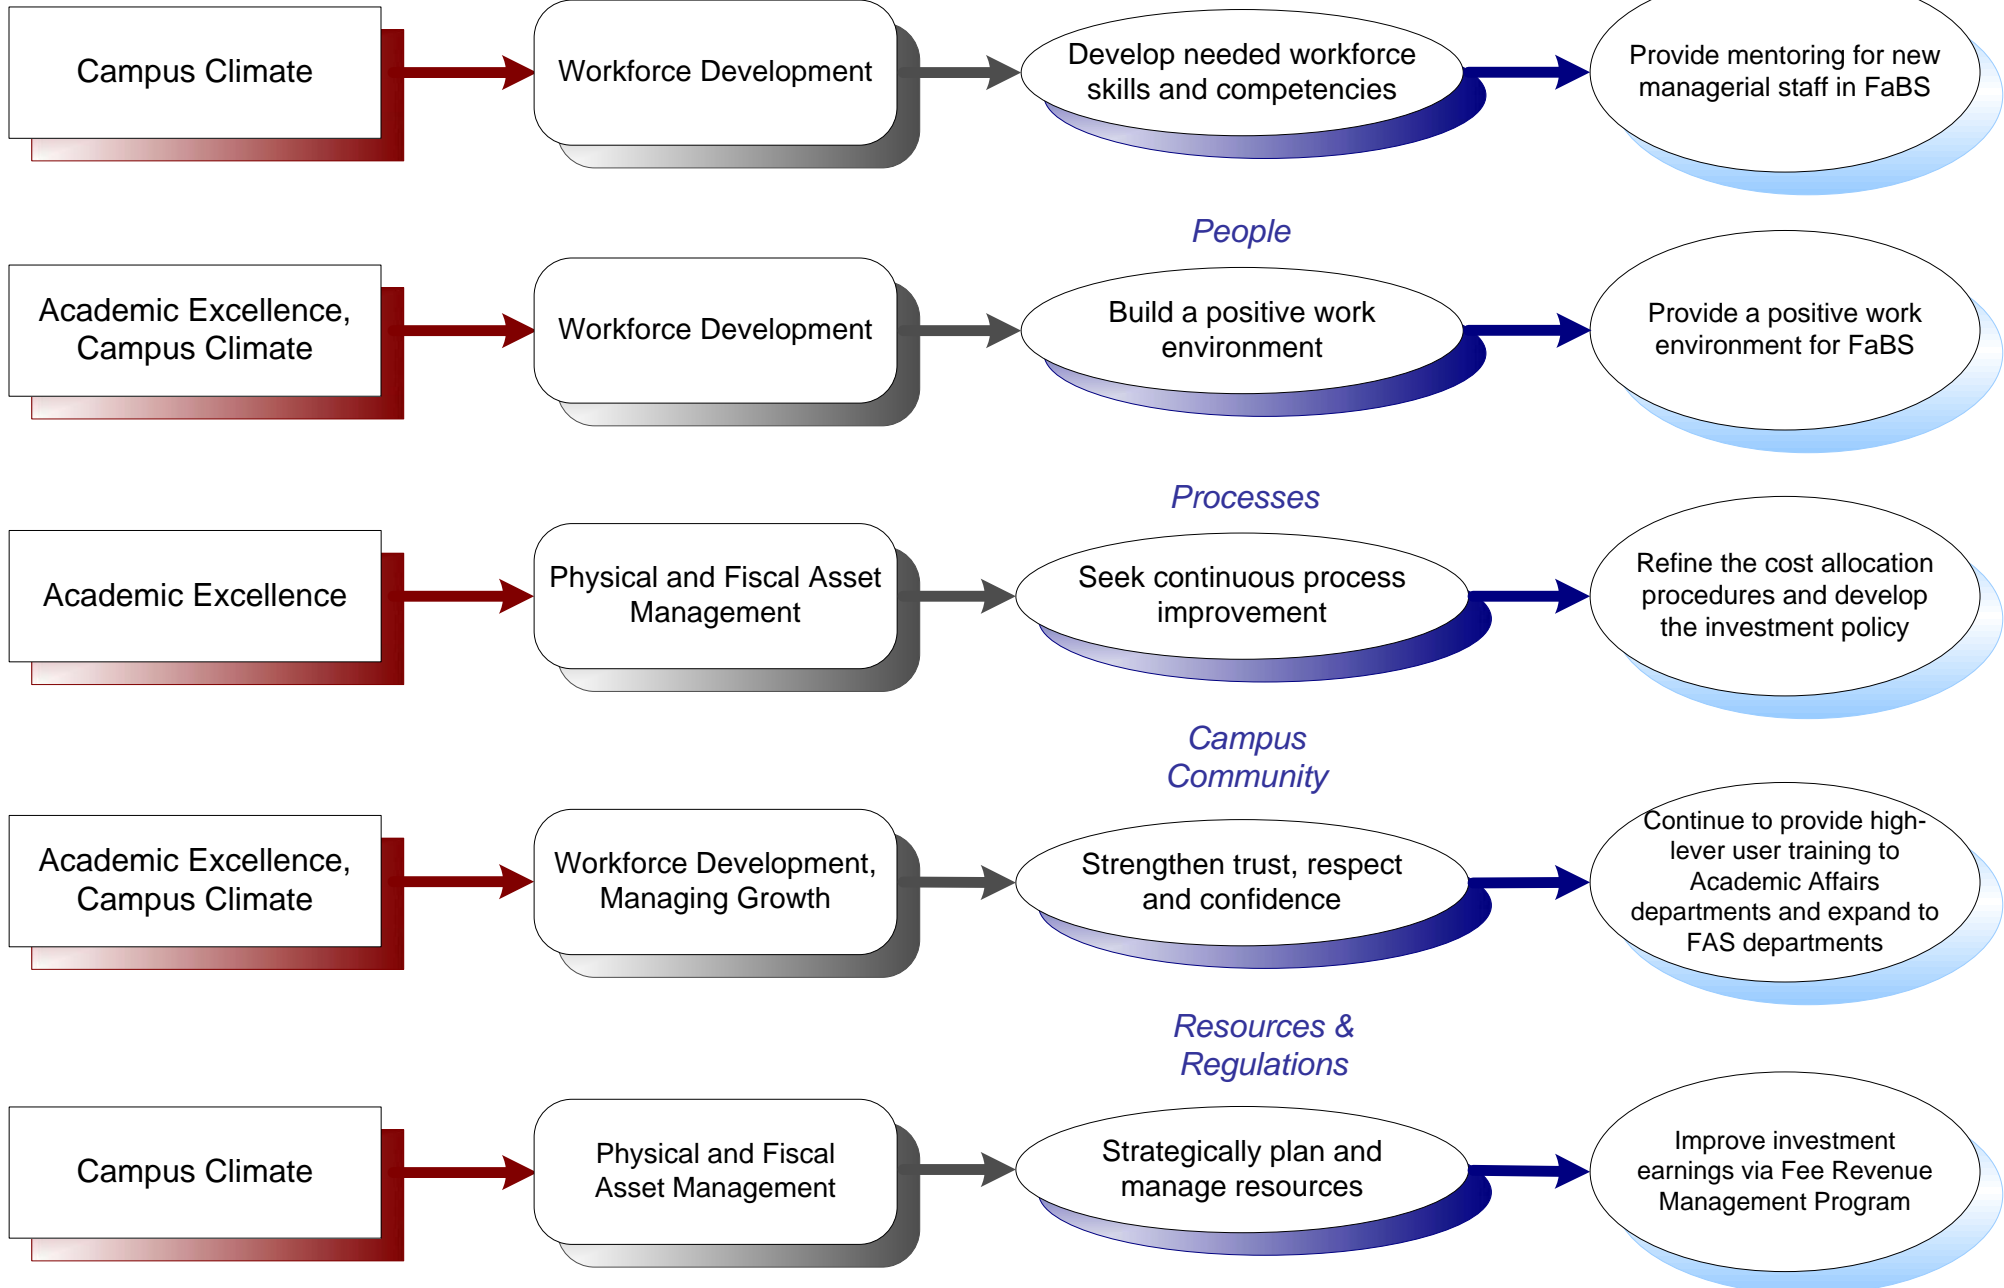 Campus Climate
Workforce Development
Develop needed workforce
skills and competencies
Provide mentoring for new
managerial staff in FaBS
People
Academic Excellence,
Campus Climate
Workforce Development
Build a positive work
environment
Provide a positive work
environment for FaBS
Processes
Academic Excellence
Physical and Fiscal Asset
Management
Seek continuous process
improvement
Refine the cost allocation
procedures and develop
the investment policy
Campus
Community
Academic Excellence,
Campus Climate
Workforce Development,
Managing Growth
Strengthen trust, respect
and confidence
Continue to provide high-
lever user training to
Academic Affairs
departments and expand to
FAS departments
Resources &
Regulations
Campus Climate
Physical and Fiscal
Asset Management
Strategically plan and
manage resources
Improve investment
earnings via Fee Revenue
Management Program